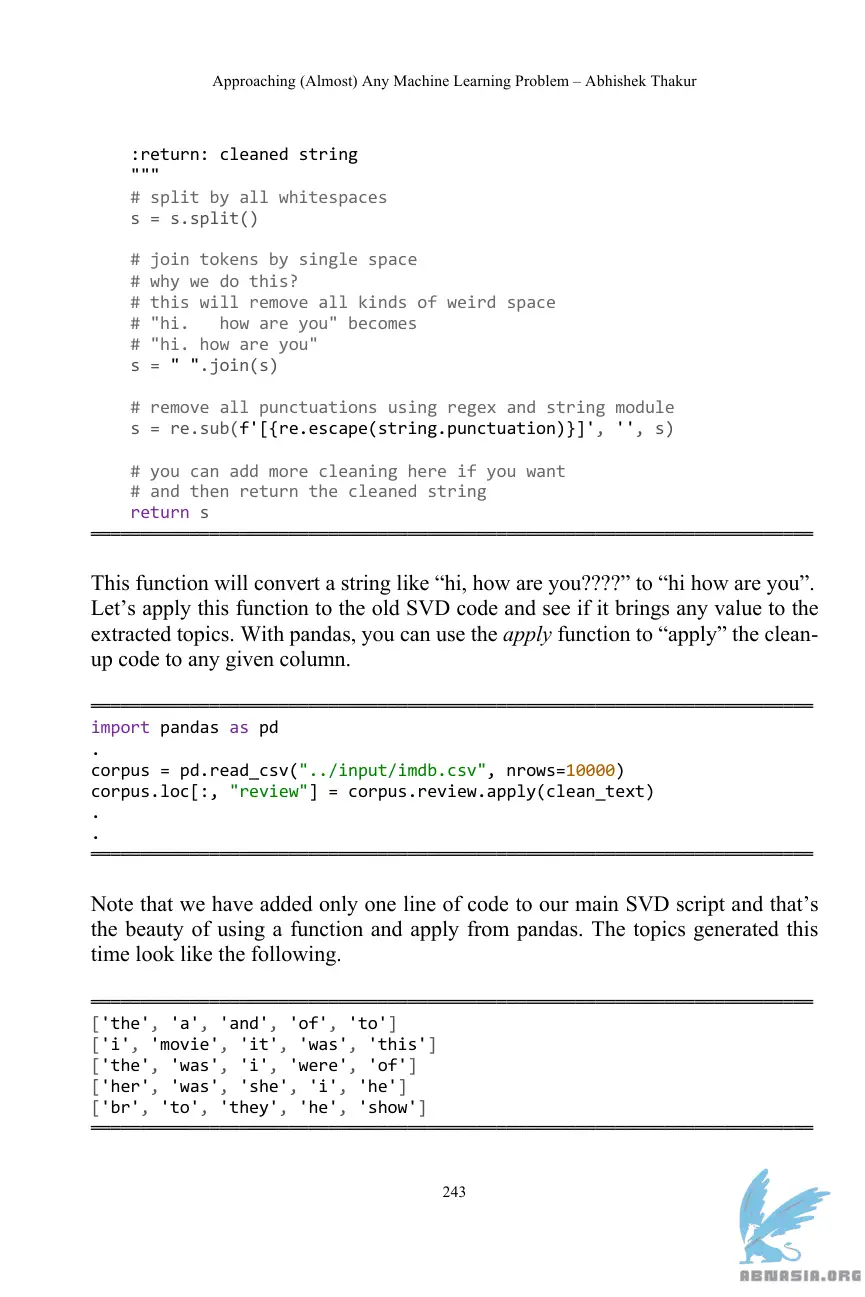 Approaching (Almost) Any Machine Learning Problem – Abhishek Thakur
:return: cleaned string
"""
# split by all whitespaces
s = s.split()
# join tokens by single space
# why we do this?
# this will remove all kinds of weird space
# "hi.   how are you" becomes
# "hi. how are you"
s = " ".join(s)
# remove all punctuations using regex and string module
s = re.sub(f'[{re.escape(string.punctuation)}]', '', s)
# you can add more cleaning here if you want
# and then return the cleaned string
return s
This function will convert a string like “hi, how are you????” to “hi how are you”.
Let’s apply this function to the old SVD code and see if it brings any value to the
extracted topics. With pandas, you can use the apply function to “apply” the clean-
up code to any given column.
import pandas as pd
.
corpus = pd.read_csv("../input/imdb.csv", nrows=10000)
corpus.loc[:, "review"] = corpus.review.apply(clean_text)
.
.
Note that we have added only one line of code to our main SVD script and that’s
the beauty of using a function and apply from pandas. The topics generated this
time look like the following.
['the', 'a', 'and', 'of', 'to']
['i', 'movie', 'it', 'was', 'this']
['the', 'was', 'i', 'were', 'of']
['her', 'was', 'she', 'i', 'he']
['br', 'to', 'they', 'he', 'show']
243
ABNASIA.ORG